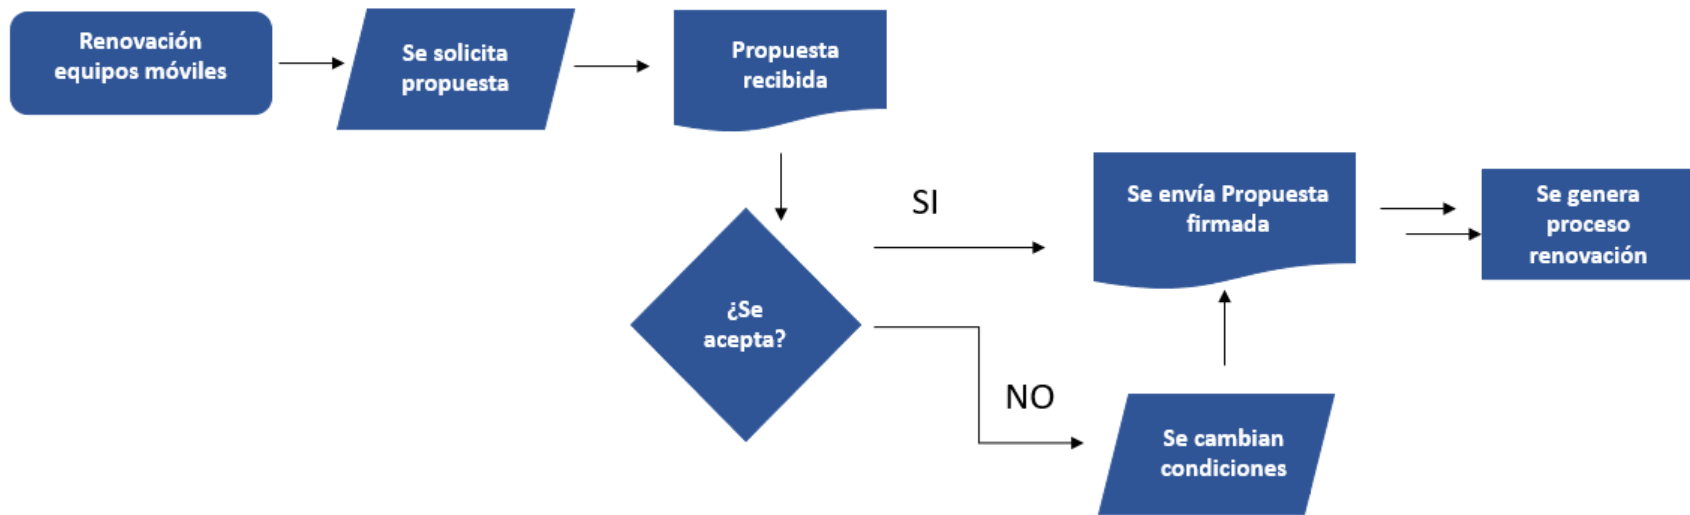 Renovación
equipos móviles
Se solicita
propuesta
Propuesta
recibida
¿Se
acepta?
SI
NO
Se envía Propuesta
firmada
Se cambian
condiciones
Se genera
proceso
renovación